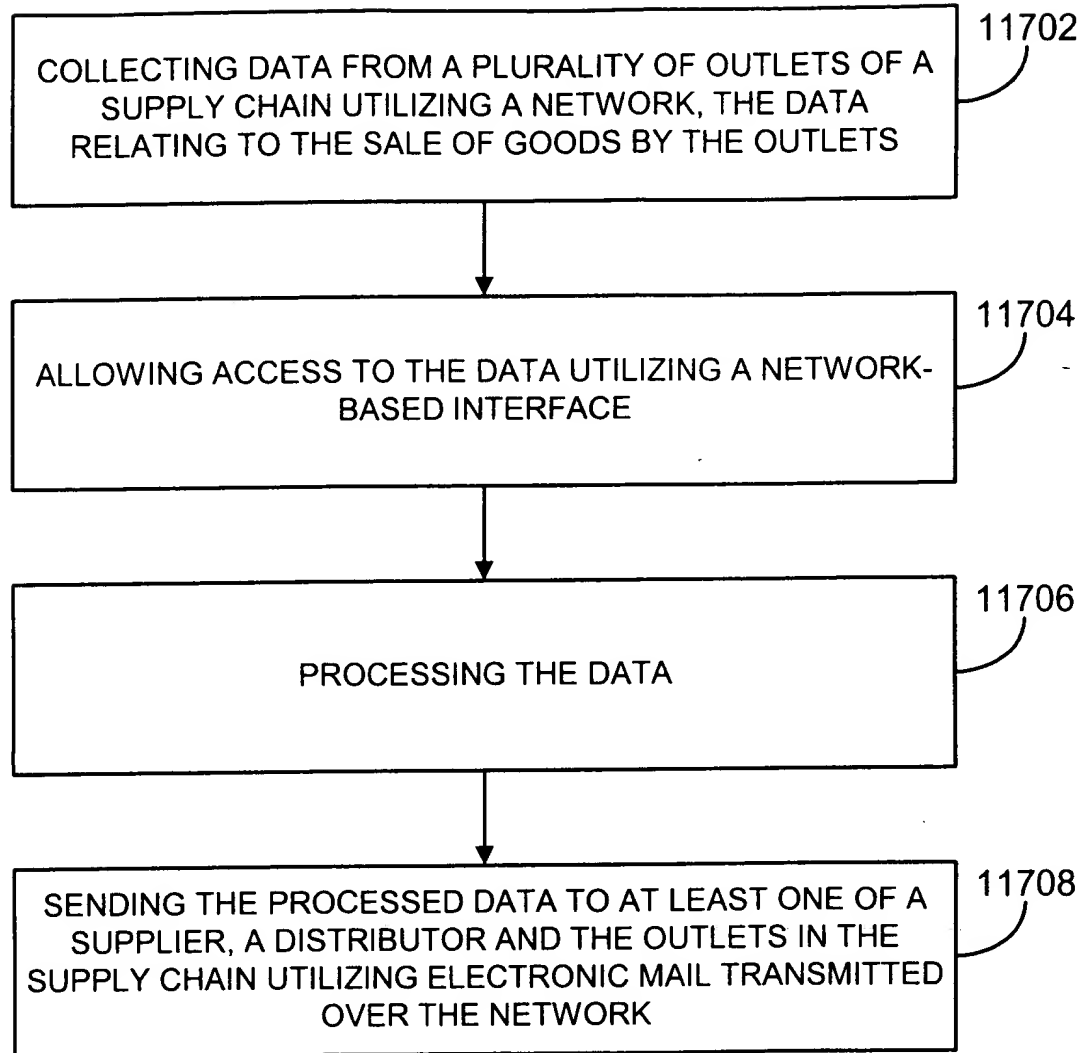 11702
COLLECTING DATA FROM A PLURALITY OF OUTLETS OF A
SUPPLY CHAIN UTILIZING A NETWORK, THE DATA
RELATING TO THE SALE OF GOODS BY THE OUTLETS
11704
ALLOWING ACCESS TO THE DATA UTILIZING A NETWORK-
BASED INTERFACE
11706
PROCESSING THE DATA
11708
SENDING THE PROCESSED DATA TO AT LEAST ONE OF A
SUPPLIER, A DISTRIBUTOR AND THE OUTLETS IN THE
SUPPLY CHAIN UTILIZING ELECTRONIC MAIL TRANSMITTED
OVER THE NETWORK